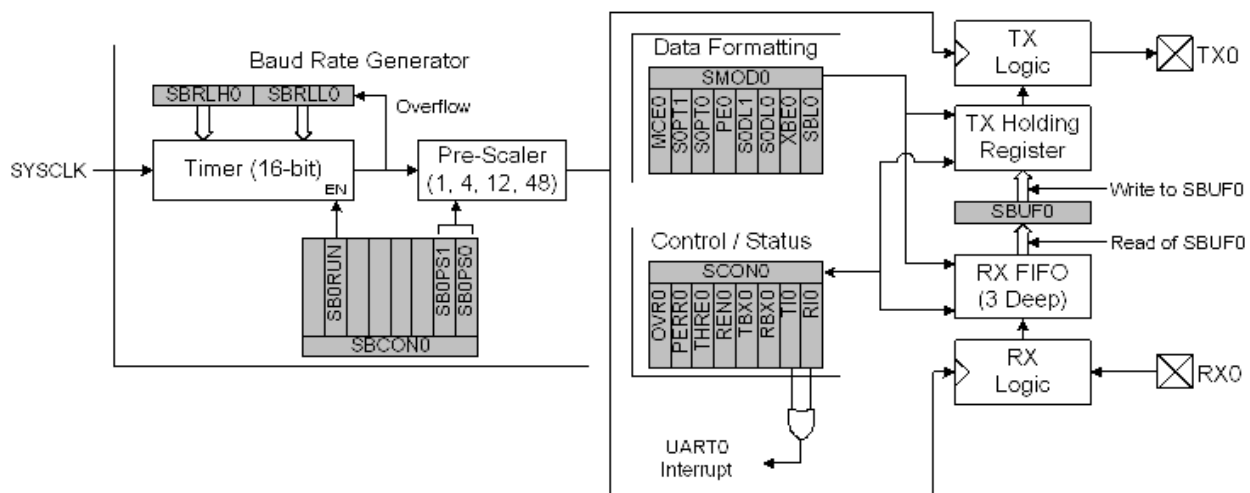 Baud Rate Generator
SBRLH0 SBRLL0
Overflow
SYSCLK
Timer (16-bit)
EN
Pre-Scaler
(1, 4, 12, 48)
SB0RUN
SB0PS1
SB0PS0
SBCON0
Data Formatting
SMOD0
MCE0
S0PT1
S0PT0
PE0
S0DL1
S0DL0
XBE0
SBL0
Control / Status
SCON0
OVR0
PERR0
THRE0
REN0
TBX0
RBX0
TI0
RI0
UART0
Interrupt
TX
Logic
TX0
TX Holding
Register
Write to SBUF0
SBUF0
Read of SBUF0
RX FIFO
(3 Deep)
RX
Logic
RX0